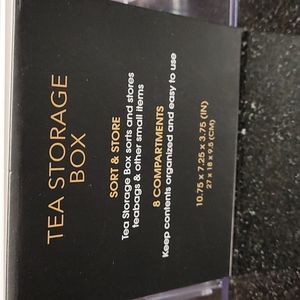 TEA STORAGE
BOX
SORT & STORE
Tea Storage Box sorts and stores
teabags & other small items
8 COMPARTMENTS
Keep contents organized and easy to use
10.75 x 7.25 x 3.75 (IN)
27 x 18 x 9.5 (CM)